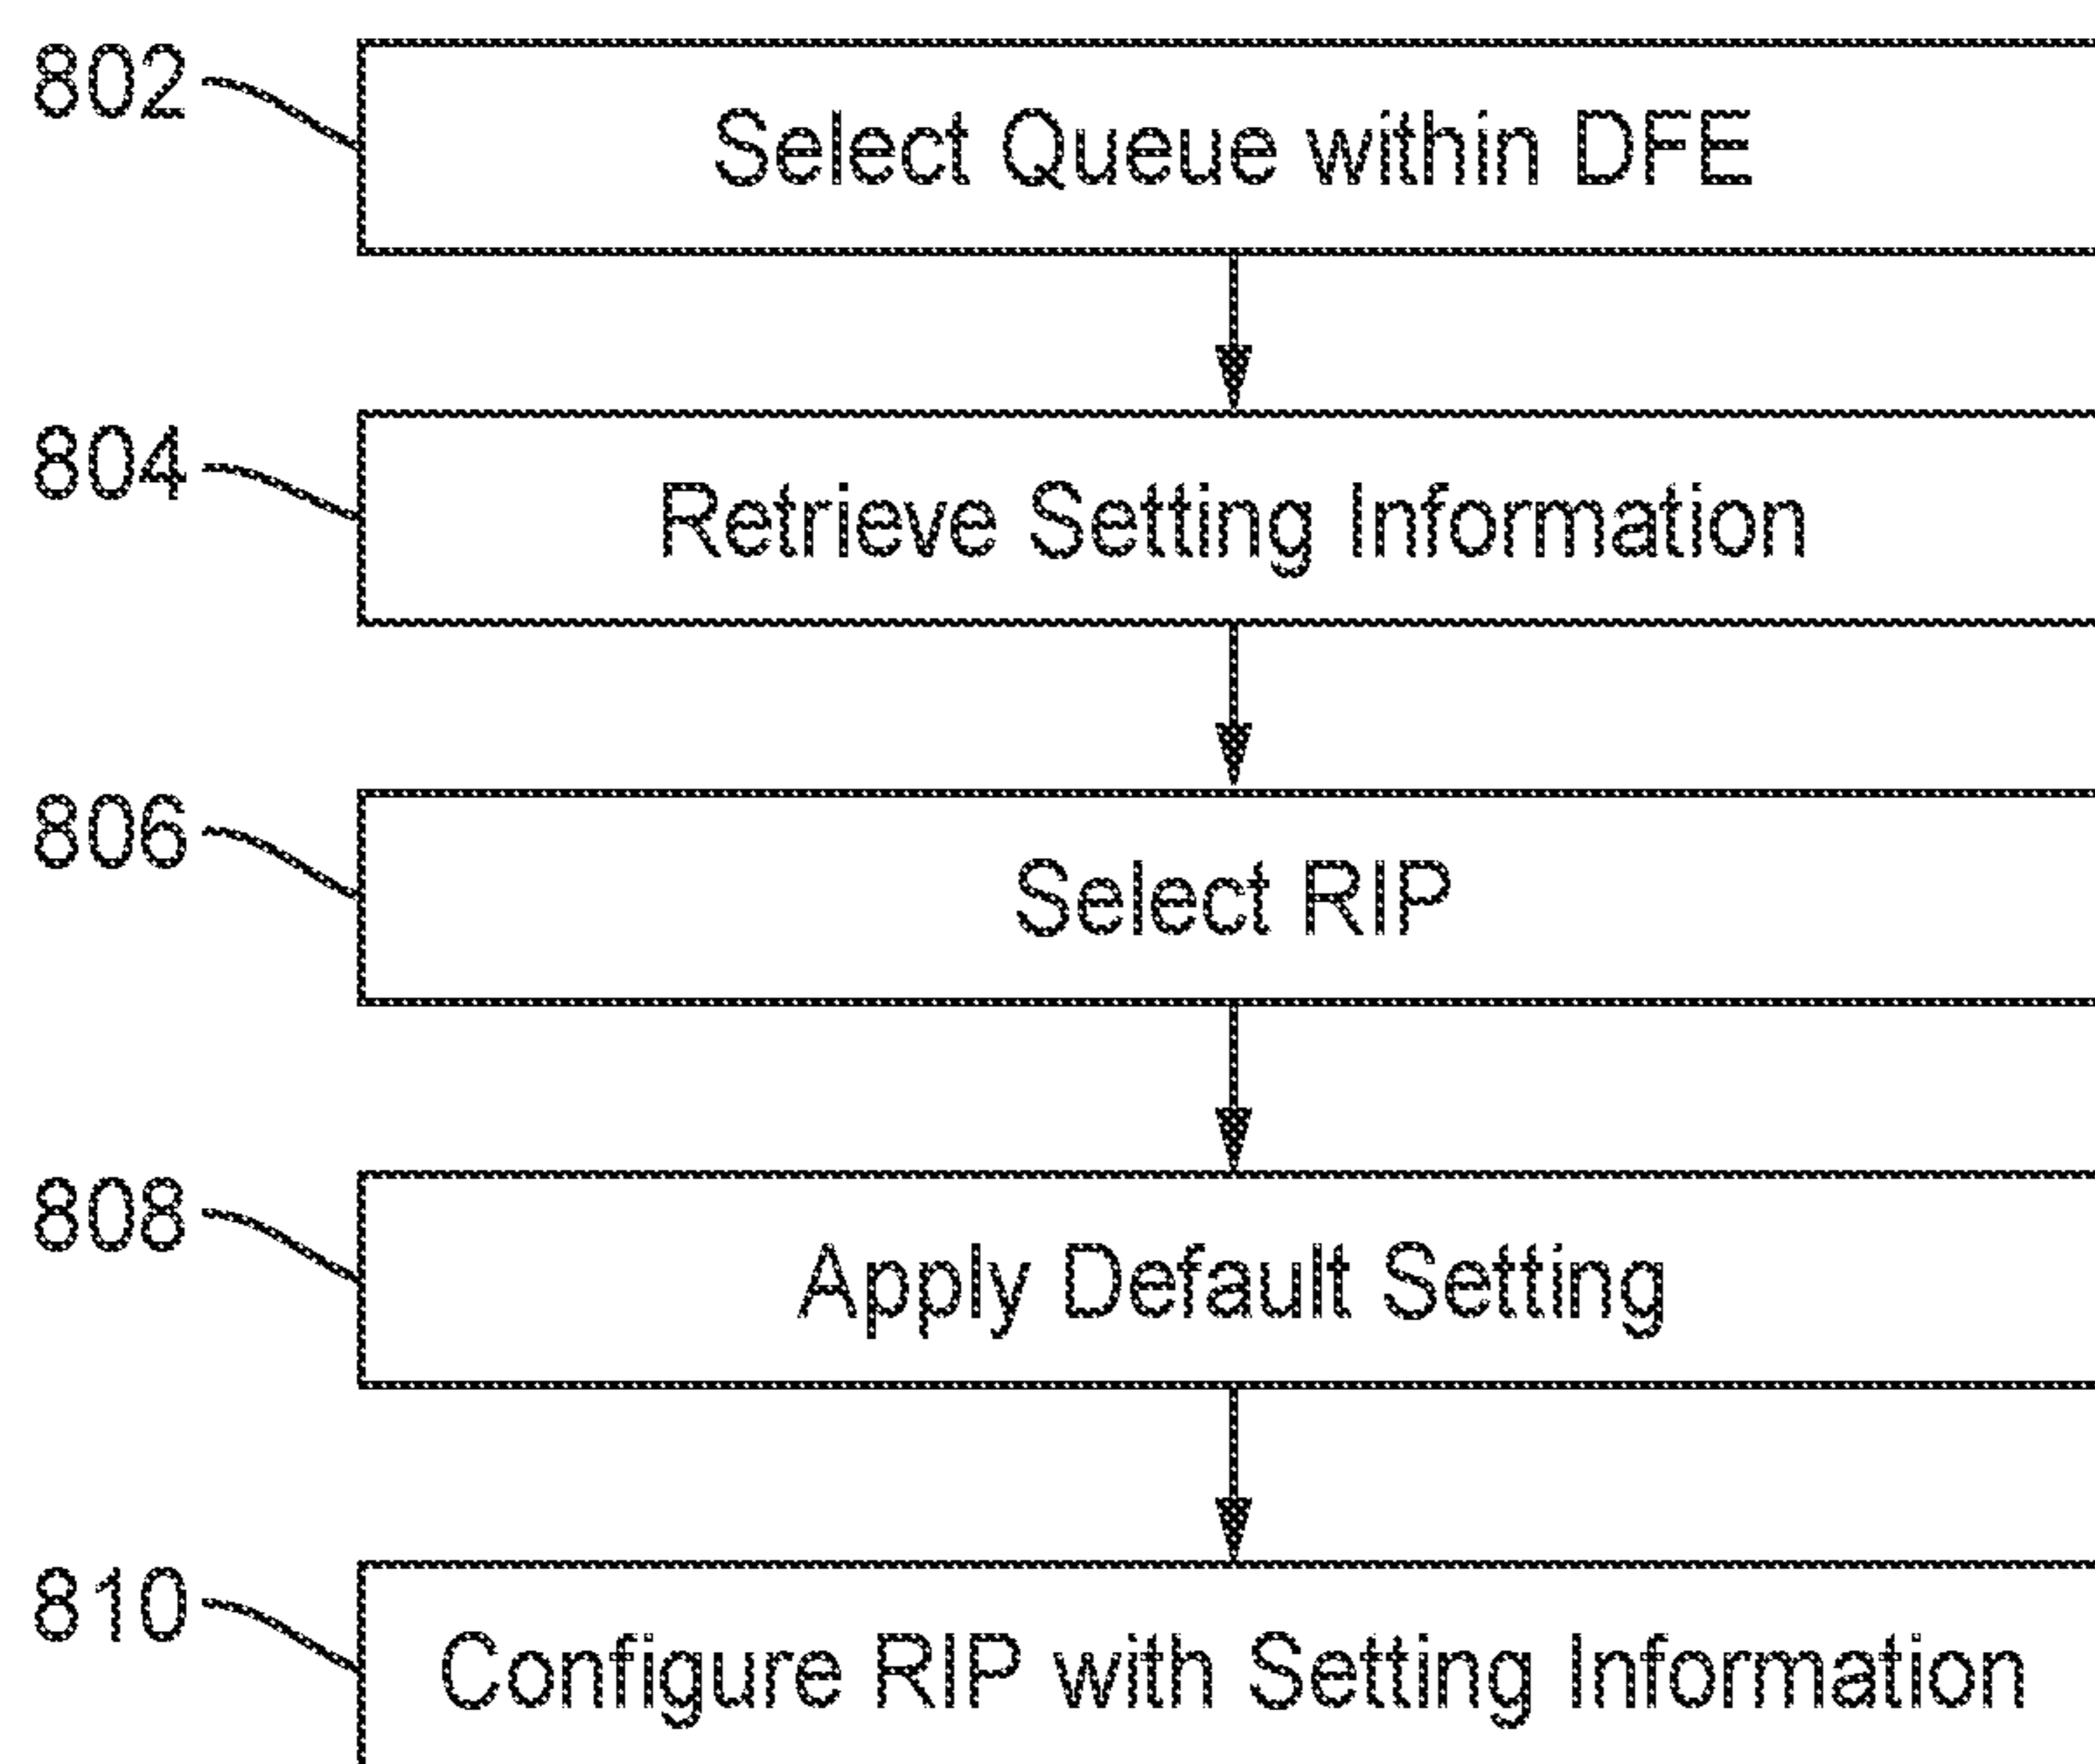 802
Select Queue within DFE
804
Retrieve Setting Information
806
Select RIP
808
Apply Default Setting
810
Configure RIP with Setting Information